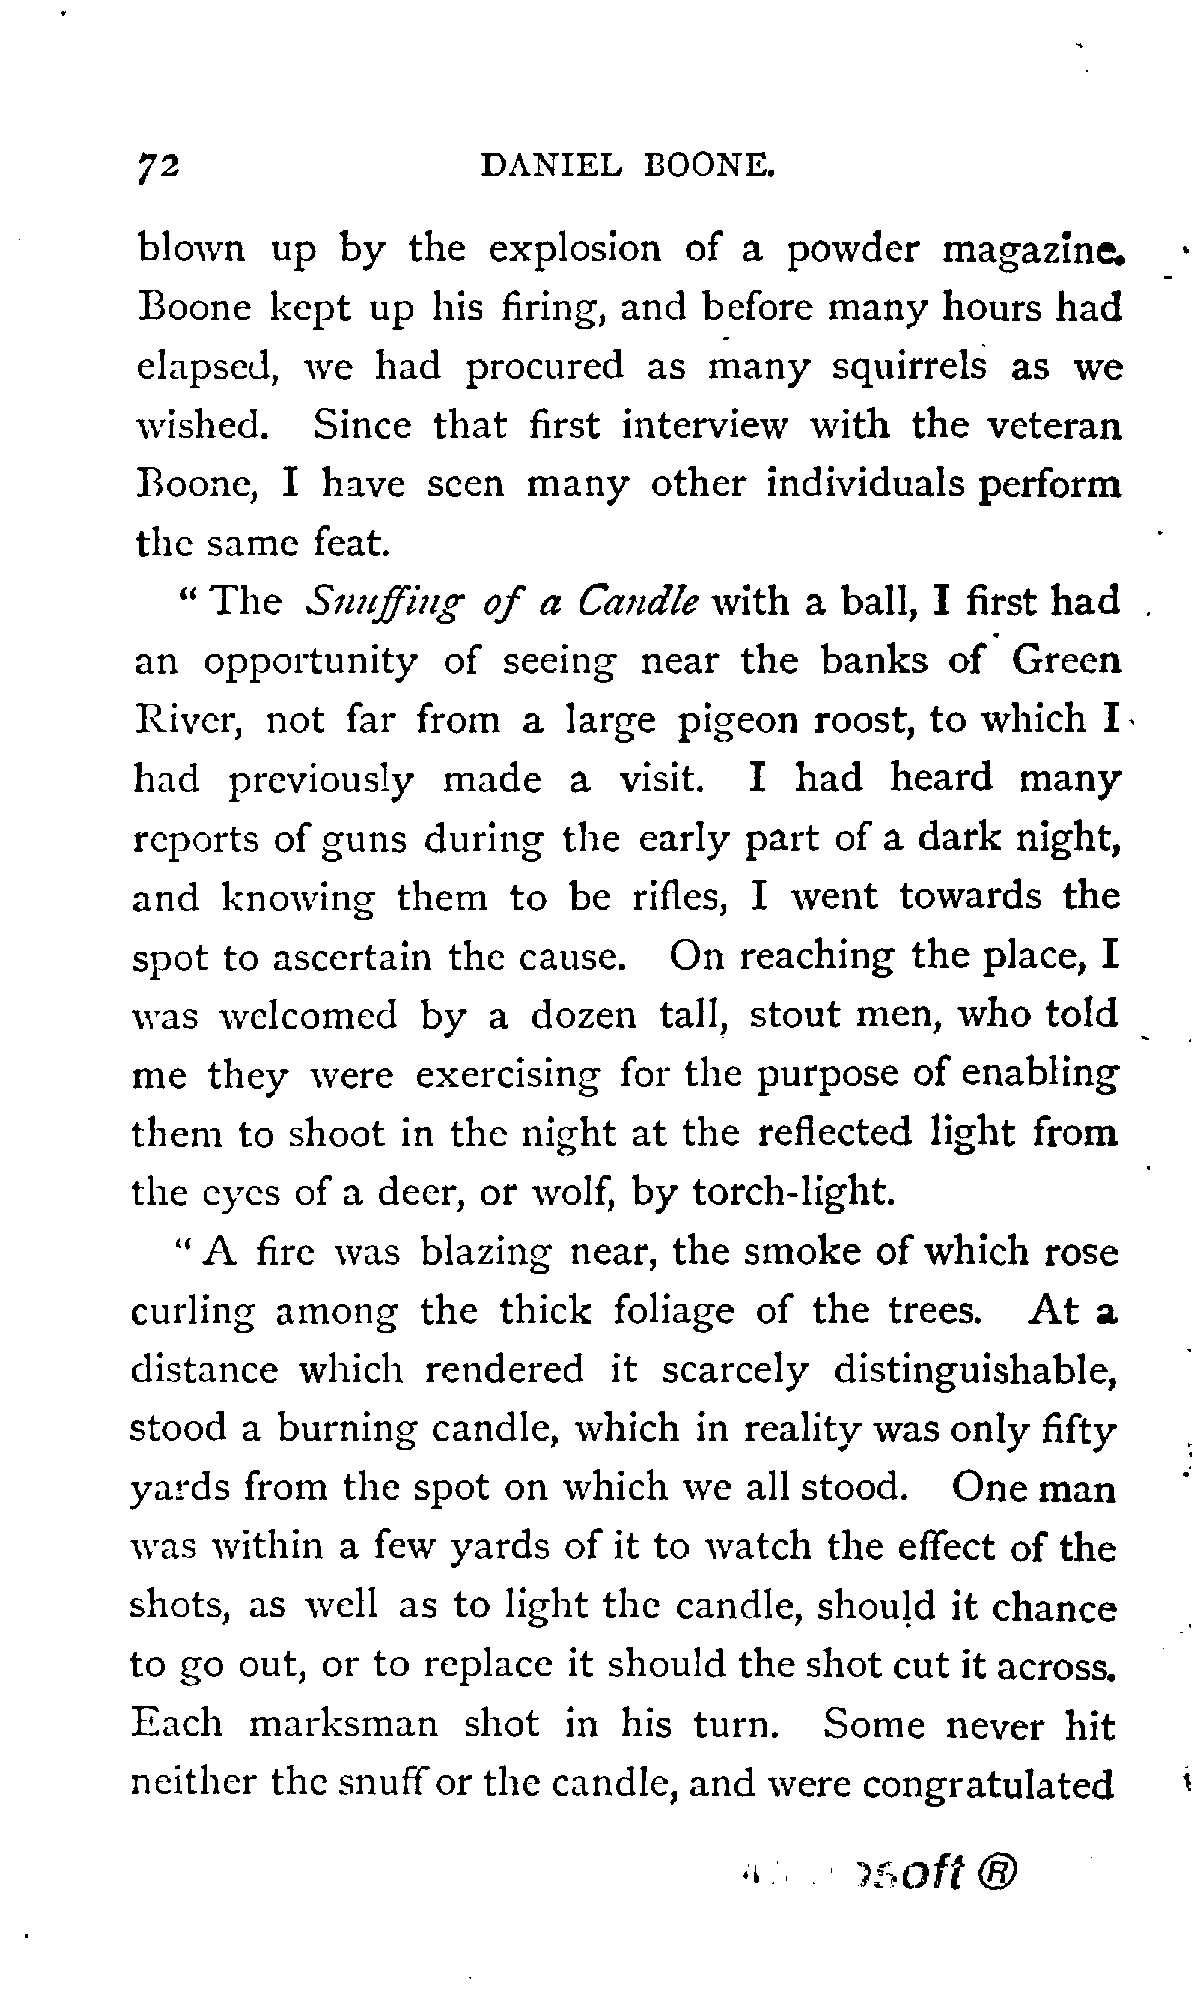 72 DANIEL BOONE.
blown up by the explosion of a powder magazine.
Boone kept up his firing, and before many hours had
elapsed, we had procured as many squirrels as we
wished. Since that first interview with the veteran
Boone, I have seen many other individuals perform
the same feat.
" The Snuffing of a Candle with a ball, I first had
an opportunity of seeing near the banks of Green
River, not far from a large pigeon roost, to which I
had previously made a visit. I had heard many
reports of guns during the early part of a dark night,
and knowing them to be rifles, I went towards the
spot to ascertain the cause. On reaching the place, I
was welcomed by a dozen tall, stout men, who told
me they were exercising for the purpose of enabling
them to shoot in the night at the reflected light from
the eyes of a deer, or wolf, by torch-light.
" A fire was blazing near, the smoke of which rose
curling among the thick foliage of the trees. At a
distance which rendered it scarcely distinguishable,
stood a burning candle, which in reality was only fifty
yards from the spot on which we all stood. One man
was within a few yards of it to watch the effect of the
shots, as well as to light the candle, should it chance
to go out, or to replace it should the shot cut it across.
Each marksman shot in his turn. Some never hit
neither the snuff or the candle, and were congratulated